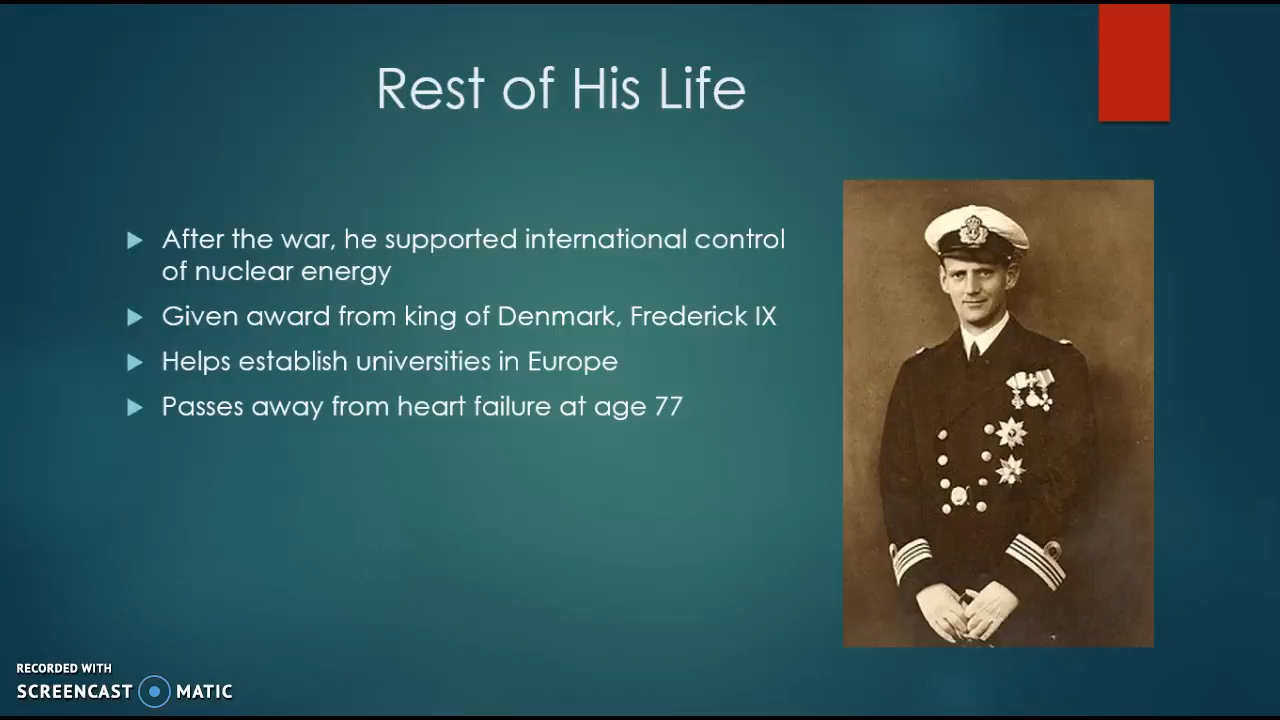 Rest of His Life
After the war, he supported international control
of nuclear energy
Given award from king of Denmark, Frederick IX
Helps establish universities in Europe
Passes away from heart failure at age 77
RECORDED WITH
SCREENCAST MATIC